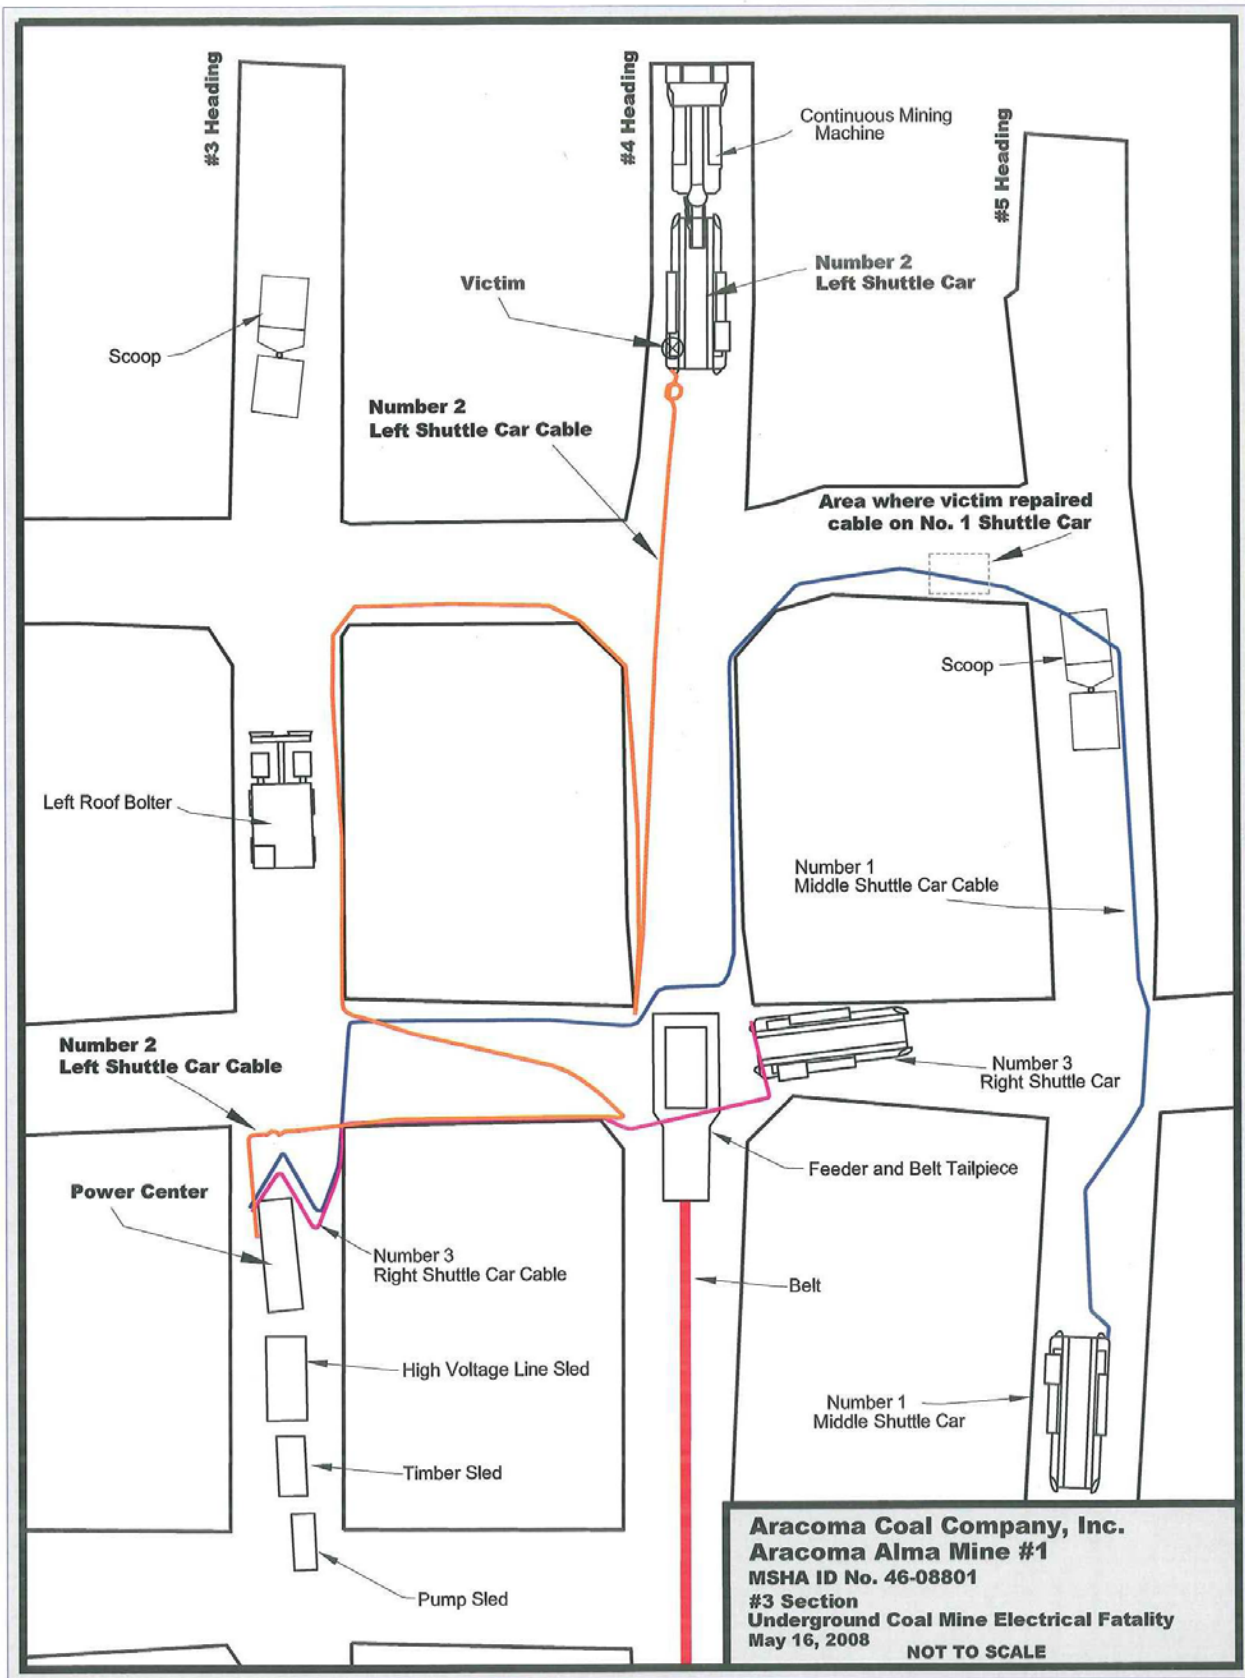 #3 Heading
#4 Heading
#5 Heading
Continuous Mining
Machine
Number 2
Left Shuttle Car
Victim
Scoop
Number 2
Left Shuttle Car Cable
Area where victim repaired
cable on No. 1 Shuttle Car
Scoop
Left Roof Bolter
Number 1
Middle Shuttle Car Cable
Number 2
Left Shuttle Car Cable
Number 3
Right Shuttle Car
Feeder and Belt Tailpiece
Power Center
Number 3
Right Shuttle Car Cable
Belt
High Voltage Line Sled
Number 1
Middle Shuttle Car
Timber Sled
Pump Sled
Aracoma Coal Company, Inc.
Aracoma Alma Mine #1
MSHA ID No. 46-08801
#3 Section
Underground Coal Mine Electrical Fatality
May 16, 2008
NOT TO SCALE